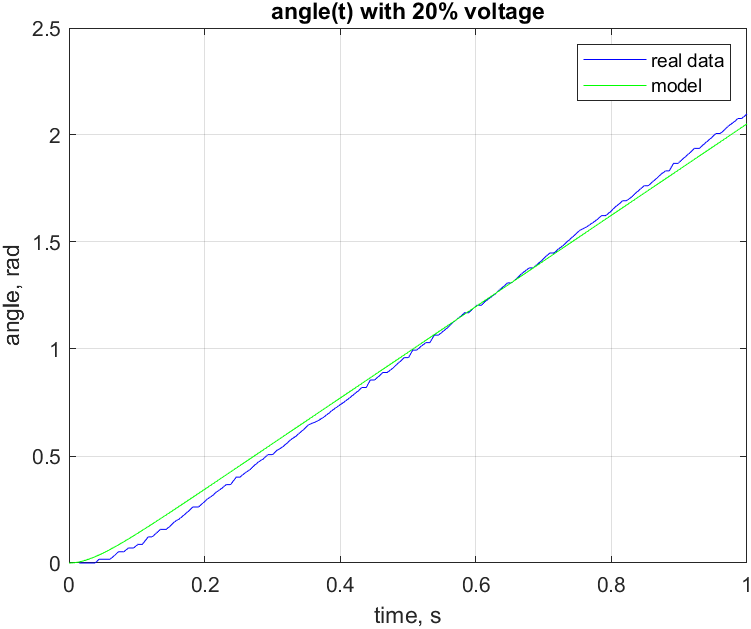 angle(t) with 20% voltage
2.5
real data
model
2
1.5
angle, rad
1
0.5
0
0 0.2 0.4 0.6 0.8 1
time, s